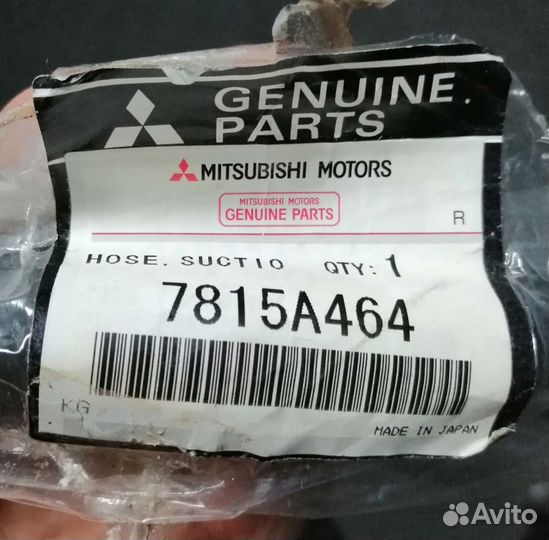 GENUINE
PARTS
MITSUBISHI MOTORS
MITSUBISHI MOTORS
GENUINE PARTS
R
HOSE, SUCTIO QTY: 1
7815A464
KG
MADE IN JAPAN
Avito